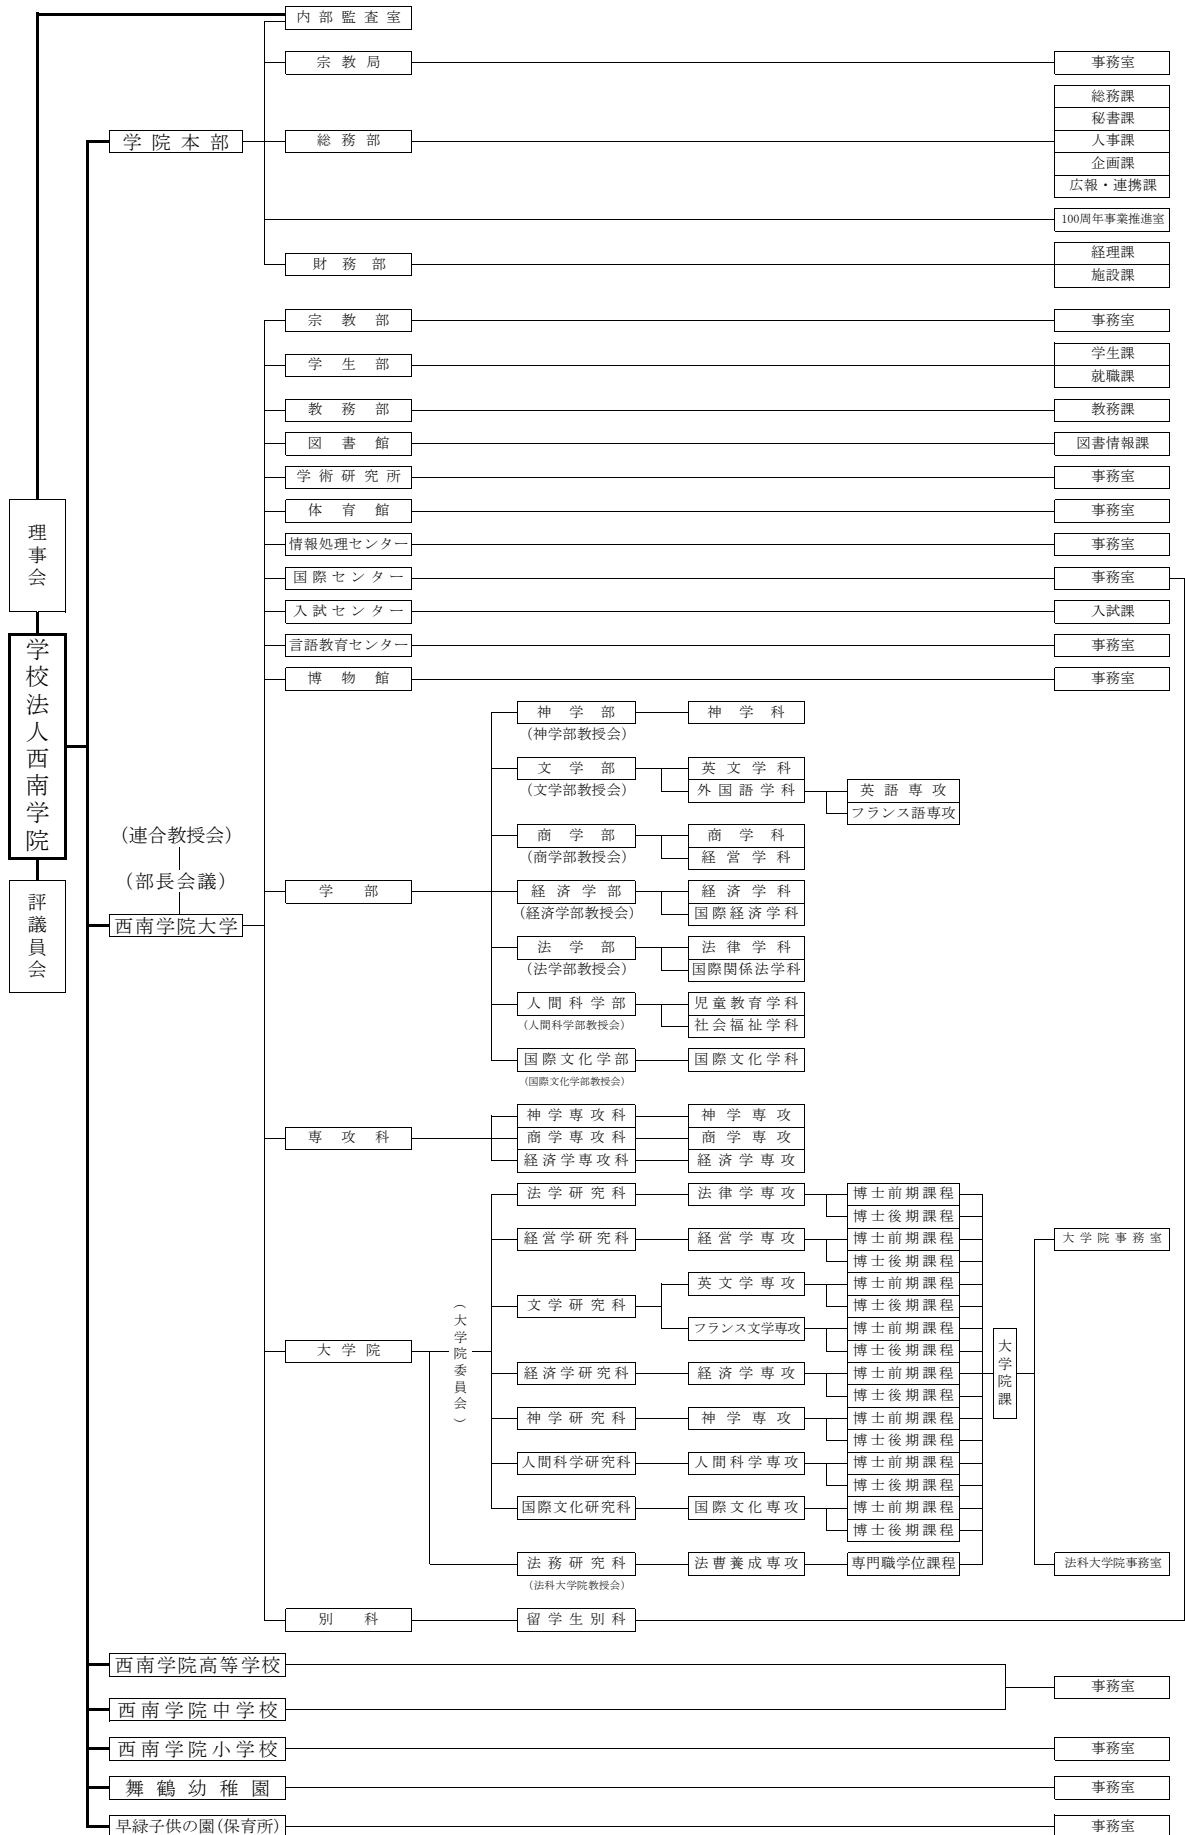 内部監査室
宗教局
事務室
学院本部
総務部
総務課
秘書課
人事課
企画課
広報・連携課
100周年事業推進室
財務部
経理課
施設課
宗教部
事務室
学生部
学生課
就職課
教務部
教務課
図書館
図書情報課
学術研究所
事務室
体育館
事務室
情報処理センター
事務室
国際センター
事務室
入試センター
入試課
言語教育センター
事務室
博物館
事務室
理事会
学校法人西南学院
評議員会
(連合教授会)
(部長会議)
西南学院大学
学部
神学部
(神学部教授会)
神学科
文学部
(文学部教授会)
英文学科
外国語学科
英語専攻
フランス語専攻
商学部
(商学部教授会)
商学科
経営学科
経済学部
(経済学部教授会)
経済学科
国際経済学科
法学部
(法学部教授会)
法律学科
国際関係法学科
人間科学部
(人間科学部教授会)
児童教育学科
社会福祉学科
国際文化学部
(国際文化学部教授会)
国際文化学科
専攻科
神学専攻科
神学専攻
商学専攻科
商学専攻
経済学専攻科
経済学専攻
大学院
(大学院委員会)
法学研究科
法律学専攻
博士前期課程
博士後期課程
経営学研究科
経営学専攻
博士前期課程
博士後期課程
文学研究科
英文学専攻
博士前期課程
博士後期課程
フランス文学専攻
博士前期課程
博士後期課程
経済学研究科
経済学専攻
博士前期課程
博士後期課程
神学研究科
神学専攻
博士前期課程
博士後期課程
人間科学研究科
人間科学専攻
博士前期課程
博士後期課程
国際文化研究科
国際文化専攻
博士前期課程
博士後期課程
法務研究科
(法科大学院教授会)
法曹養成専攻
専門職学位課程
大学院課
大学院事務室
法科大学院事務室
別科
留学生別科
西南学院高等学校
西南学院中学校
事務室
西南学院小学校
事務室
舞鶴幼稚園
事務室
早緑子供の園(保育所)
事務室